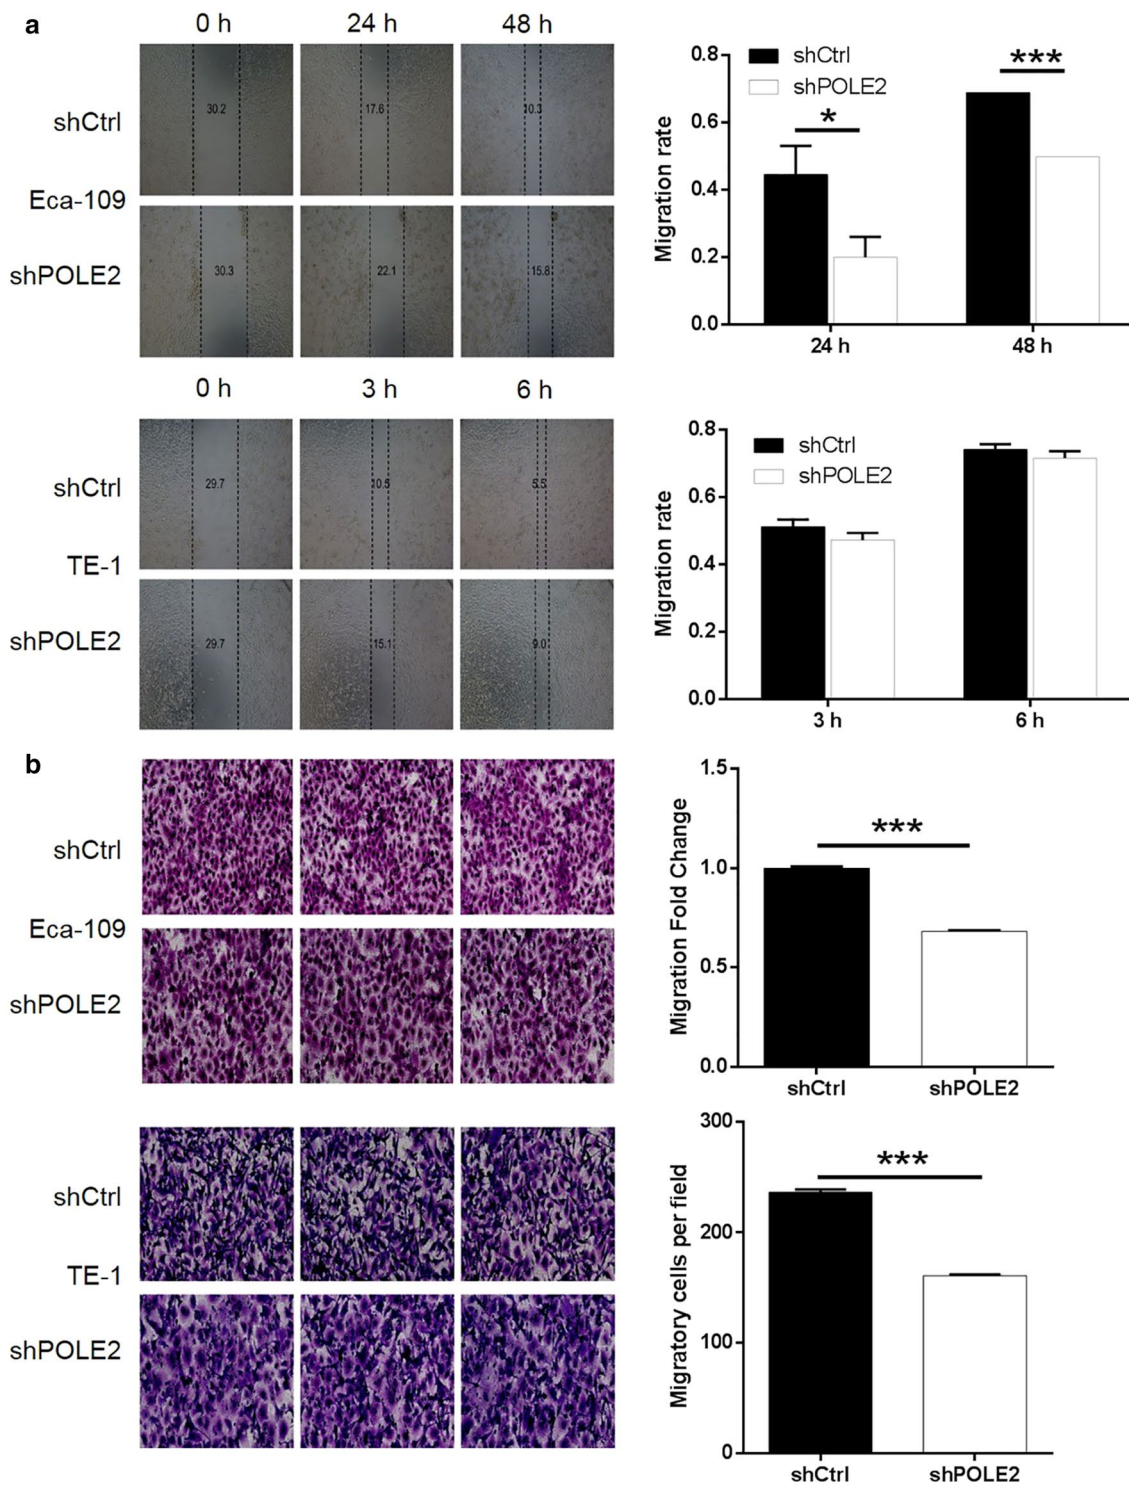 a
0 h 24 h 48 h
shCtrl
Eca-109
shPOLE2
30.2 17.6 10.3
30.3 22.1 15.8
shCtrl
shPOLE2
* ***
Migration rate
0.8
0.6
0.4
0.2
0.0
24 h 48 h
0 h 3 h 6 h
shCtrl
TE-1
shPOLE2
29.7 10.5 5.5
29.7 15.1 9.0
shCtrl
shPOLE2
Migration rate
0.8
0.6
0.4
0.2
0.0
3 h 6 h
b
shCtrl
Eca-109
shPOLE2
***
Migration Fold Change
1.5
1.0
0.5
0.0
shCtrl shPOLE2
shCtrl
TE-1
shPOLE2
***
Migratory cells per field
300
200
100
0
shCtrl shPOLE2